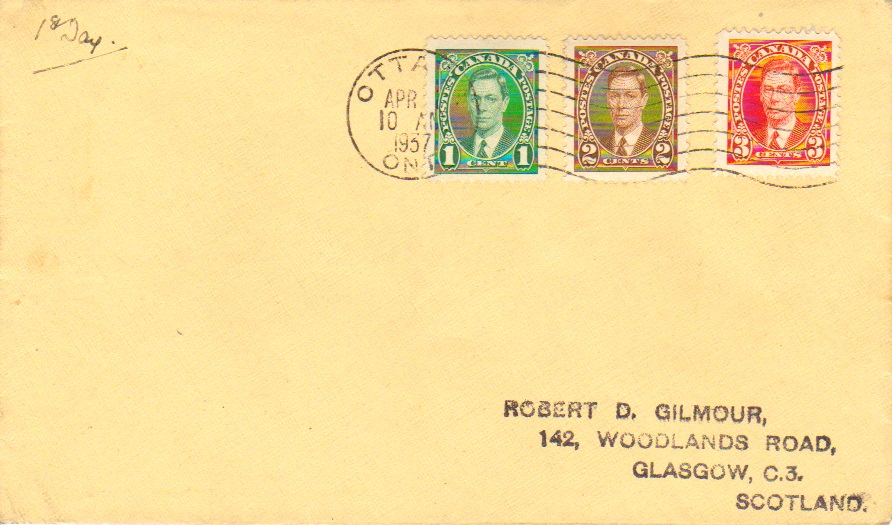 1st Day.
OTTA
APR
10 AM
1937
ONT
POSTES CANADA POSTAGE
1 CENT 1
POSTES CANADA POSTAGE
2 CENTS 2
POSTES CANADA POSTAGE
3 CENTS 3
ROBERT D. GILMOUR,
142, WOODLANDS ROAD,
GLASGOW, C.3.
SCOTLAND.